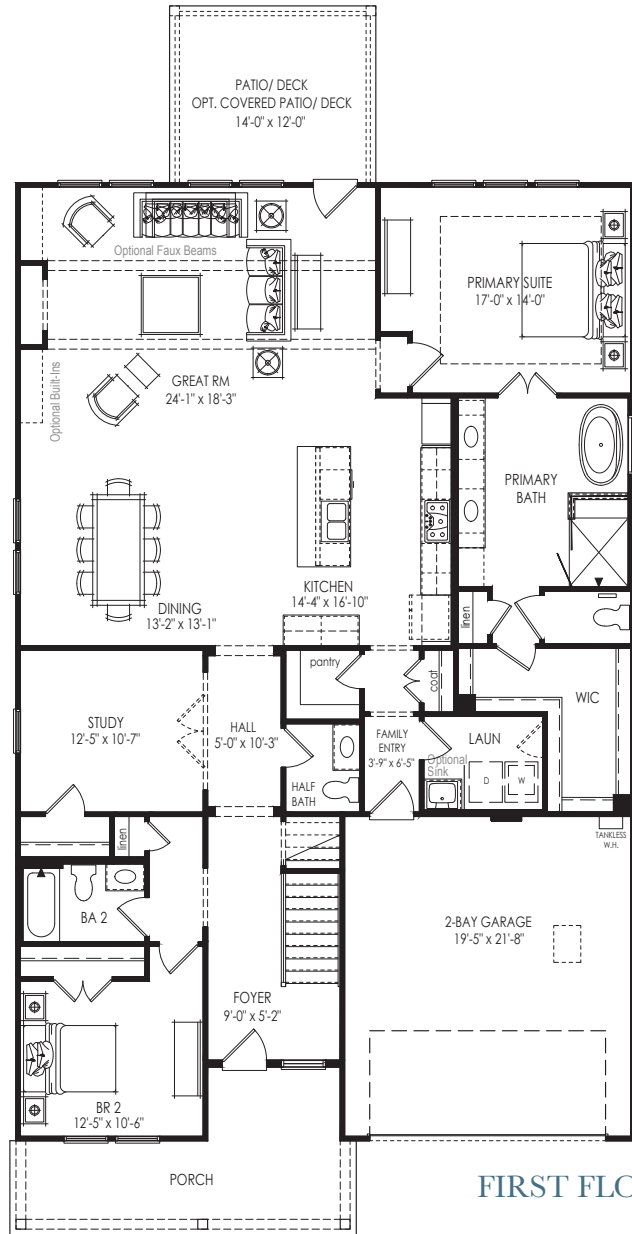 PATIO/ DECK
OPT. COVERED PATIO/ DECK
14'-0" x 12'-0"
Optional Faux Beams
PRIMARY SUITE
17'-0" x 14'-0"
GREAT RM
24'-1" x 18'-3"
Optional Built-Ins
PRIMARY
BATH
KITCHEN
14'-4" x 16'-10"
DINING
13'-2" x 13'-1"
linen
pantry
coat
WIC
STUDY
12'-5" x 10'-7"
HALL
5'-0" x 10'-3"
FAMILY
ENTRY
3'-9" x 6'-5"
LAUN
Optional
Sink
D
W
HALF
BATH
TANKLESS
W.H.
linen
BA 2
2-BAY GARAGE
19'-5" x 21'-8"
FOYER
9'-0" x 5'-2"
BR 2
12'-5" x 10'-6"
PORCH
FIRST FLO